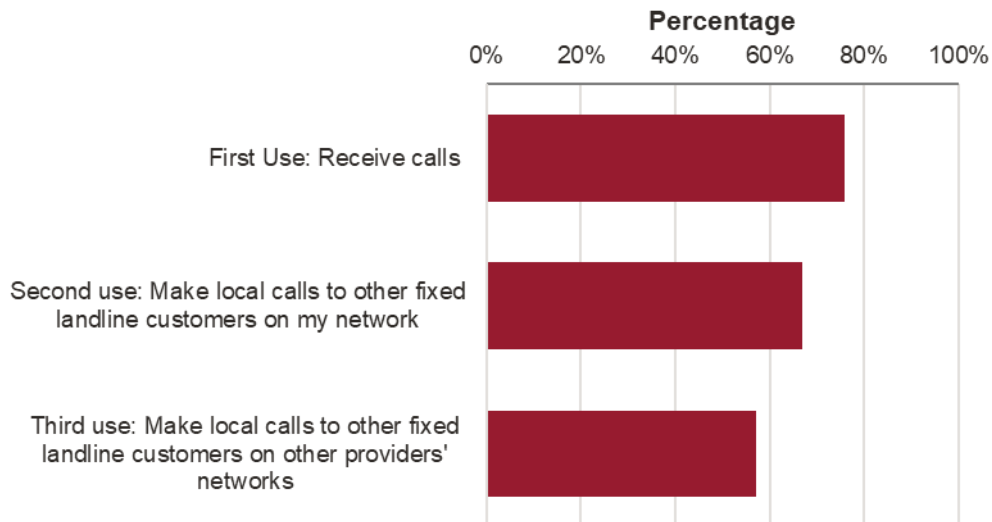 Percentage
0% 20% 40% 60% 80% 100%
First Use: Receive calls
Second use: Make local calls to other fixed
landline customers on my network
Third use: Make local calls to other fixed
landline customers on other providers'
networks